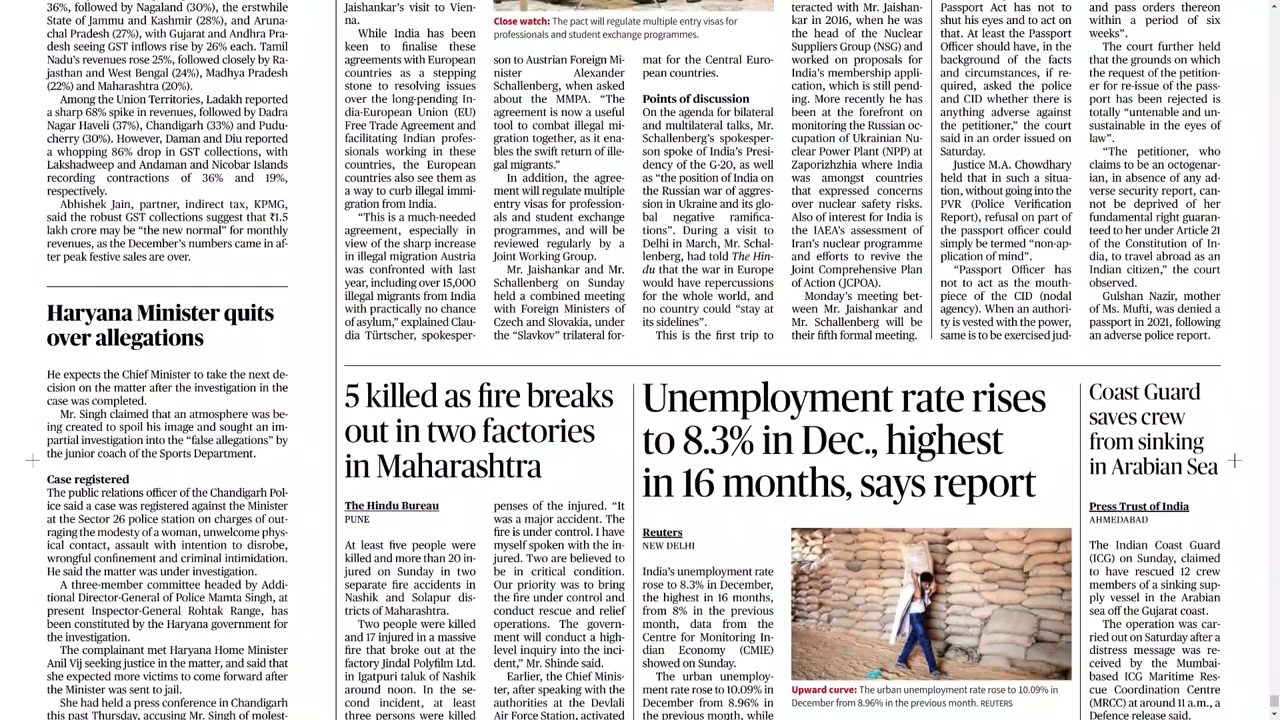 36%, followed by Nagaland (30%), the erstwhile
State of Jammu and Kashmir (28%), and Aruna-
chal Pradesh (27%), with Gujarat and Andhra Pra-
desh seeing GST inflows rise by 26% each. Tamil
Nadu's revenues rose 25%, followed closely by Ra-
jasthan and West Bengal (24%), Madhya Pradesh
(22%) and Maharashtra (20%).
Among the Union Territories, Ladakh reported
a sharp 68% spike in revenues, followed by Dadra
Nagar Haveli (37%), Chandigarh (33%) and Pudu-
cherry (30%). However, Daman and Diu reported
a whopping 86% drop in GST collections, with
Lakshadweep and Andaman and Nicobar Islands
recording contractions of 36% and 19%,
respectively.
Abhishek Jain, partner, indirect tax, KPMG,
said the robust GST collections suggest that ₹1.5
lakh crore may be "the new normal" for monthly
revenues, as the December's numbers came in af-
ter peak festive sales are over.
Haryana Minister quits
over allegations
He expects the Chief Minister to take the next de-
cision on the matter after the investigation in the
case was completed.
Mr. Singh claimed that an atmosphere was be-
ing created to spoil his image and sought an im-
partial investigation into the "false allegations" by
the junior coach of the Sports Department.
Case registered
The public relations officer of the Chandigarh Pol-
ice said a case was registered against the Minister
at the Sector 26 police station on charges of out-
raging the modesty of a woman, unwelcome phys-
ical contact, assault with intention to disrobe,
wrongful confinement and criminal intimidation.
He said the matter was under investigation.
A three-member committee headed by Addi-
tional Director-General of Police Mamta Singh, at
present Inspector-General Rohtak Range, has
been constituted by the Haryana government for
the investigation.
The complainant met Haryana Home Minister
Anil Vij seeking justice in the matter, and said that
she expected more victims to come forward after
the Minister was sent to jail.
She had held a press conference in Chandigarh
this past Thursday, accusing Mr. Singh of molest-
Jaishankar's visit to Vien-
na.
While India has been
keen to finalise these
agreements with European
countries as a stepping
stone to resolving issues
over the long-pending In-
dia-European Union (EU)
Free Trade Agreement and
facilitating Indian profes-
sionals working in these
countries, the European
countries also see them as
a way to curb illegal immi-
gration from India.
"This is a much-needed
agreement, especially in
view of the sharp increase
in illegal migration Austria
was confronted with last
year, including over 15,000
illegal migrants from India
with practically no chance
of asylum," explained Clau-
dia Türtscher, spokesper-
Close watch: The pact will regulate multiple entry visas for
professionals and student exchange programmes.
son to Austrian Foreign Mi-
nister Alexander
Schallenberg, when asked
about the MMPA. "The
agreement is now a useful
tool to combat illegal mi-
gration together, as it ena-
bles the swift return of ille-
gal migrants."
In addition, the agree-
ment will regulate multiple
entry visas for profession-
als and student exchange
programmes, and will be
reviewed regularly by a
Joint Working Group.
Mr. Jaishankar and Mr.
Schallenberg on Sunday
held a combined meeting
with Foreign Ministers of
Czech and Slovakia, under
the "Slavkov" trilateral for-
mat for the Central Euro-
pean countries.
Points of discussion
On the agenda for bilateral
and multilateral talks, Mr.
Schallenberg's spokesper-
son spoke of India's Presi-
dency of the G-20, as well
as "the position of India on
the Russian war of aggres-
sion in Ukraine and its glo-
bal negative ramifica-
tions". During a visit to
Delhi in March, Mr. Schal-
lenberg, had told The Hin-
du that the war in Europe
would have repercussions
for the whole world, and
no country could "stay at
its sidelines".
This is the first trip to
teracted with Mr. Jaishan-
kar in 2016, when he was
the head of the Nuclear
Suppliers Group (NSG) and
worked on proposals for
India's membership appli-
cation, which is still pend-
ing. More recently he has
been at the forefront on
monitoring the Russian oc-
cupation of Ukrainian Nu-
clear Power Plant (NPP) at
Zaporizhzhia where India
was amongst countries
that expressed concerns
over nuclear safety risks.
Also of interest for India is
the IAEA's assessment of
Iran's nuclear programme
and efforts to revive the
Joint Comprehensive Plan
of Action (JCPOA).
Monday's meeting bet-
ween Mr. Jaishankar and
Mr. Schallenberg will be
their fifth formal meeting.
Passport Act has not to
shut his eyes and to act on
that. At least the Passport
Officer should have, in the
background of the facts
and circumstances, if re-
quired, asked the police
and CID whether there is
anything adverse against
the petitioner," the court
said in an order issued on
Saturday.
Justice M.A. Chowdhary
held that in such a situa-
tion, without going into the
PVR (Police Verification
Report), refusal on part of
the passport officer could
simply be termed "non-ap-
plication of mind".
"Passport Officer has
not to act as the mouth-
piece of the CID (nodal
agency). When an authori-
ty is vested with the power,
same is to be exercised jud-
and pass orders thereon
within a period of six
weeks".
The court further held
that the grounds on which
the request of the petition-
er for re-issue of the pass-
port has been rejected is
totally "untenable and un-
sustainable in the eyes of
law".
"The petitioner, who
claims to be an octogenar-
ian, in absence of any ad-
verse security report, can-
not be deprived of her
fundamental right guaran-
teed to her under Article 21
of the Constitution of In-
dia, to travel abroad as an
Indian citizen," the court
observed.
Gulshan Nazir, mother
of Ms. Mufti, was denied a
passport in 2021, following
an adverse police report.
5 killed as fire breaks
out in two factories
in Maharashtra
The Hindu Bureau
PUNE
At least five people were
killed and more than 20 in-
jured on Sunday in two
separate fire accidents in
Nashik and Solapur dis-
tricts of Maharashtra.
Two people were killed
and 17 injured in a massive
fire that broke out at the
factory Jindal Polyfilm Ltd.
in Igatpuri taluk of Nashik
around noon. In the se-
cond incident, at least
three persons were killed
penses of the injured. "It
was a major accident. The
fire is under control. I have
myself spoken with the in-
jured. Two are believed to
be in critical condition.
Our priority was to bring
the fire under control and
conduct rescue and relief
operations. The govern-
ment will conduct a high-
level inquiry into the inci-
dent," Mr. Shinde said.
Earlier, the Chief Minis-
ter, after speaking with the
authorities at the Devlali
Air Force Station, activated
Unemployment rate rises
to 8.3% in Dec., highest
in 16 months, says report
Reuters
NEW DELHI
India's unemployment rate
rose to 8.3% in December,
the highest in 16 months,
from 8% in the previous
month, data from the
Centre for Monitoring In-
dian Economy (CMIE)
showed on Sunday.
The urban unemploy-
ment rate rose to 10.09% in
December from 8.96% in
the previous month, while
Upward curve: The urban unemployment rate rose to 10.09% in
December from 8.96% in the previous month. REUTERS
Coast Guard
saves crew
from sinking
in Arabian Sea
Press Trust of India
AHMEDABAD
The Indian Coast Guard
(ICG) on Sunday, claimed
to have rescued 12 crew
members of a sinking sup-
ply vessel in the Arabian
sea off the Gujarat coast.
The operation was car-
ried out on Saturday after a
distress message was re-
ceived by the Mumbai-
based ICG Maritime Res-
cue Coordination Centre
(MRCC) at around 11 a.m., a
Defence release said.